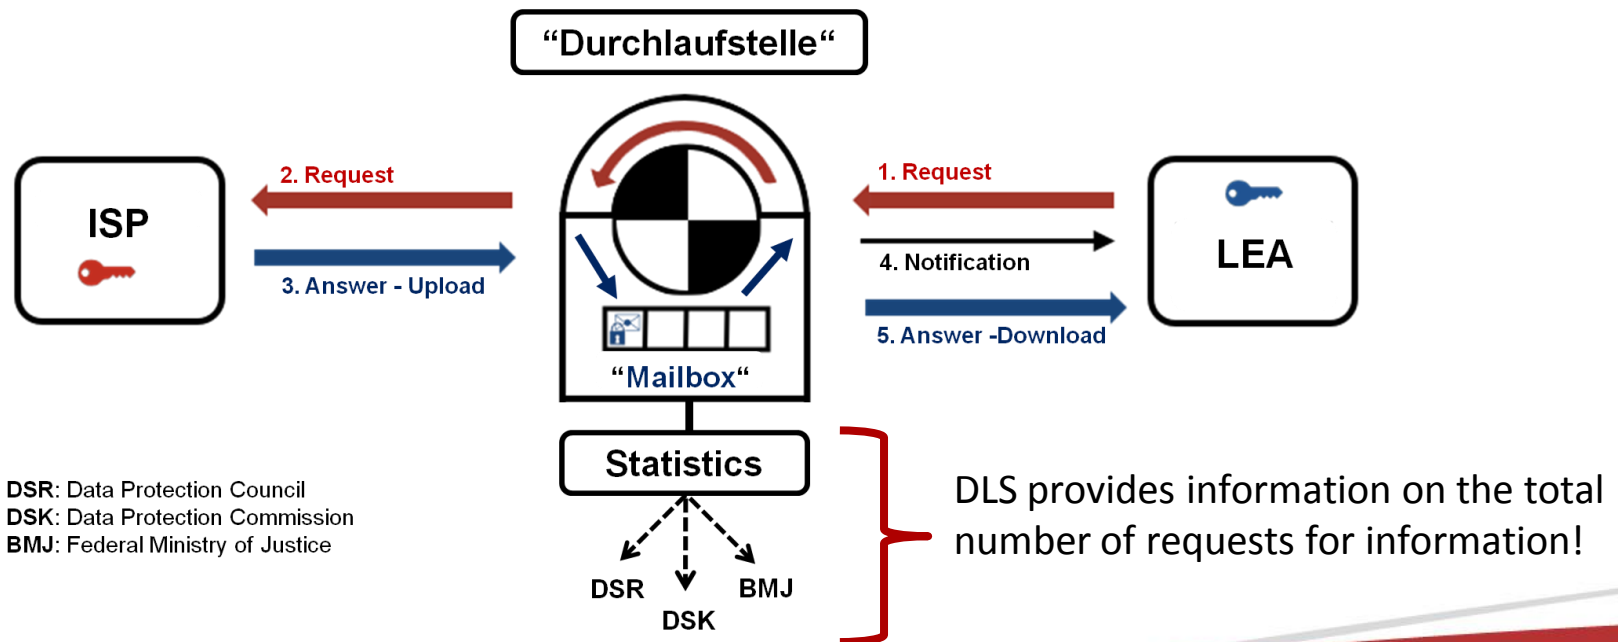 “Durchlaufstelle“
2. Request
1. Request
ISP
LEA
3. Answer - Upload
4. Notification
5. Answer -Download
“Mailbox“
Statistics
DSR: Data Protection Council
DSK: Data Protection Commission
BMJ: Federal Ministry of Justice
DLS provides information on the total
number of requests for information!
DSR
BMJ
DSK